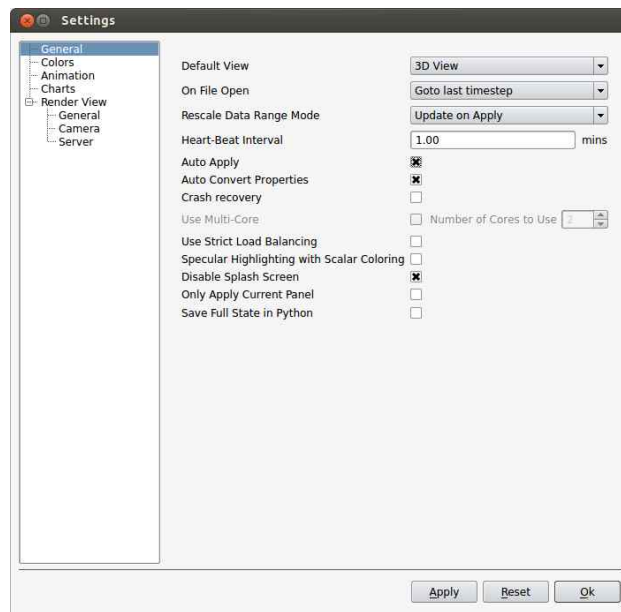 Settings
General
Colors
Animation
Charts
Render View
General
Camera
Server
Default View 3D View
On File Open Goto last timestep
Rescale Data Range Mode Update on Apply
Heart-Beat Interval 1.00 mins
Auto Apply
Auto Convert Properties
Crash recovery
Use Multi-Core Number of Cores to Use 2
Use Strict Load Balancing
Specular Highlighting with Scalar Coloring
Disable Splash Screen
Only Apply Current Panel
Save Full State in Python
Apply Reset Ok